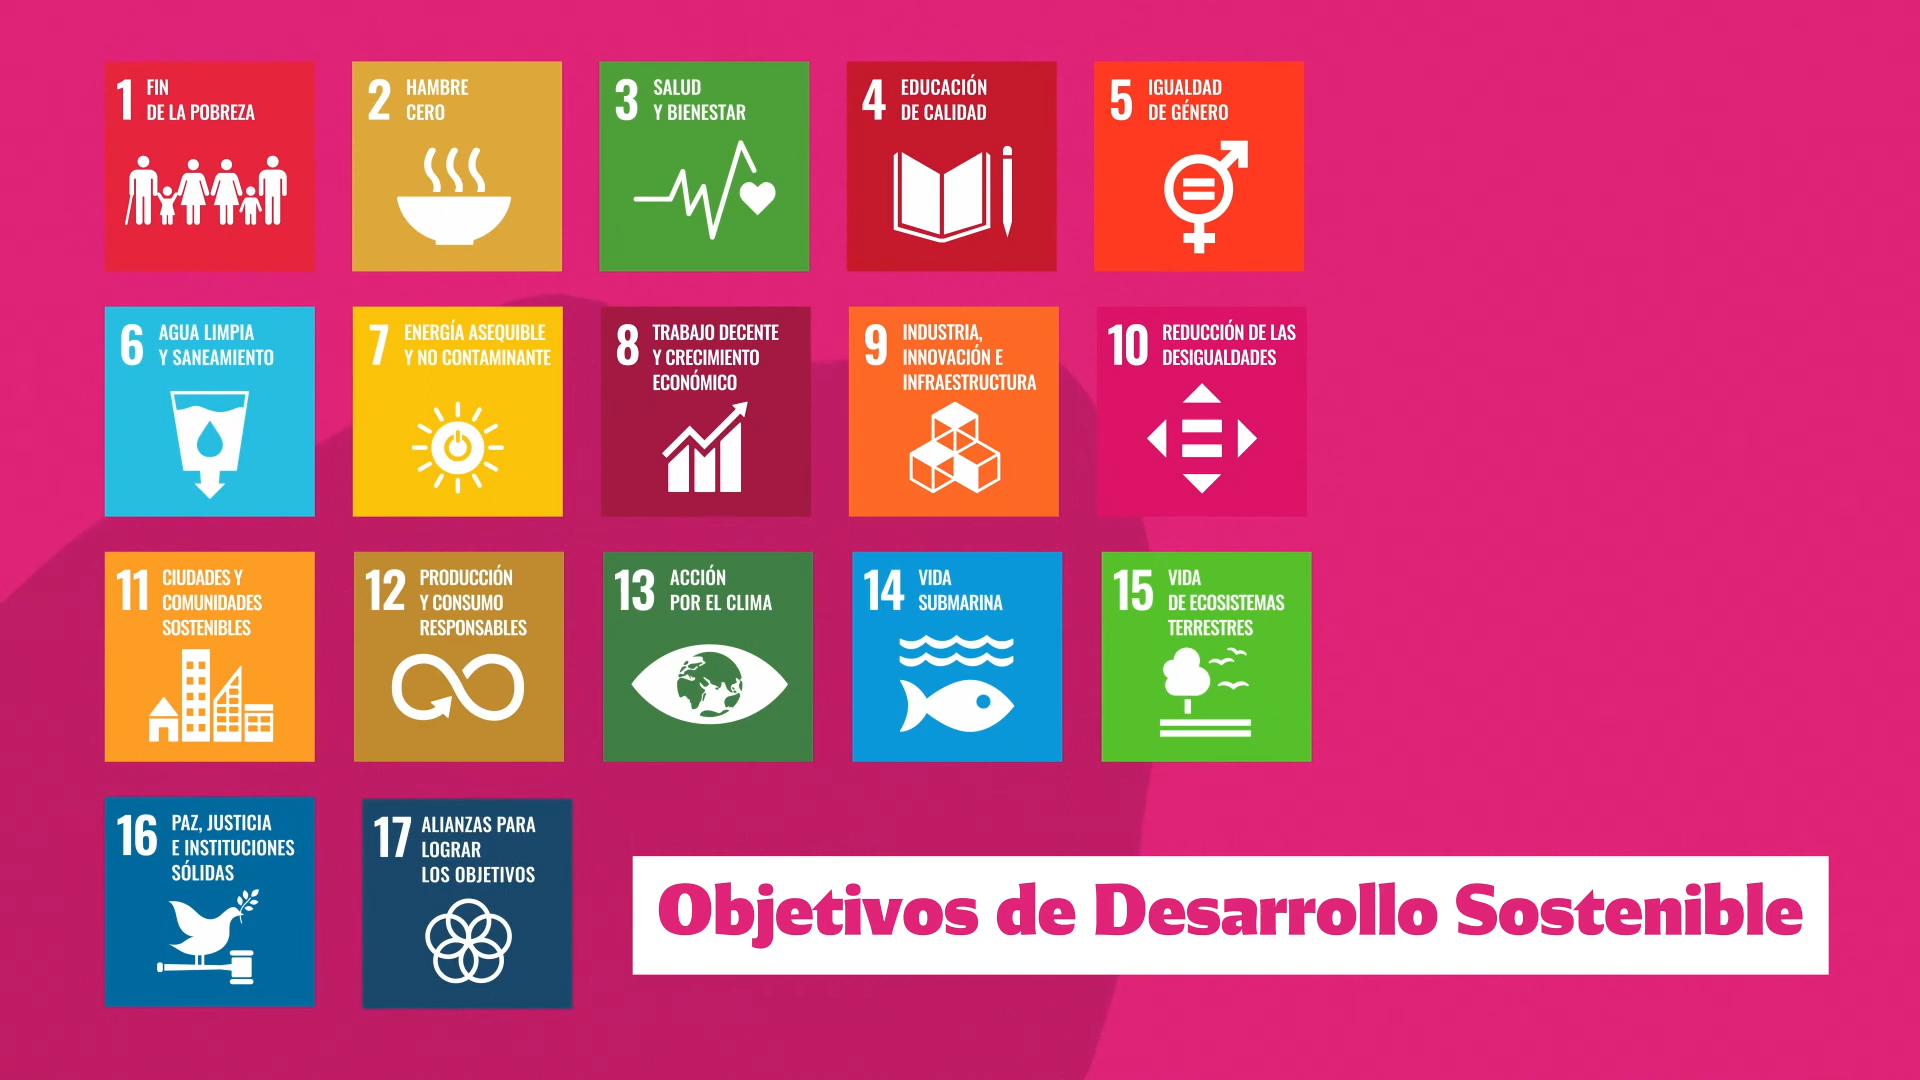 1 FIN
DE LA POBREZA
2 HAMBRE
CERO
3 SALUD
Y BIENESTAR
4 EDUCACIÓN
DE CALIDAD
5 IGUALDAD
DE GÉNERO
6 AGUA LIMPIA
Y SANEAMIENTO
7 ENERGÍA ASEQUIBLE
Y NO CONTAMINANTE
8 TRABAJO DECENTE
Y CRECIMIENTO
ECONÓMICO
9 INDUSTRIA,
INNOVACIÓN E
INFRAESTRUCTURA
10 REDUCCIÓN DE LAS
DESIGUALDADES
11 CIUDADES Y
COMUNIDADES
SOSTENIBLES
12 PRODUCCIÓN
Y CONSUMO
RESPONSABLES
13 ACCIÓN
POR EL CLIMA
14 VIDA
SUBMARINA
15 VIDA
DE ECOSISTEMAS
TERRESTRES
16 PAZ, JUSTICIA
E INSTITUCIONES
SÓLIDAS
17 ALIANZAS PARA
LOGRAR
LOS OBJETIVOS
Objetivos de Desarrollo Sostenible